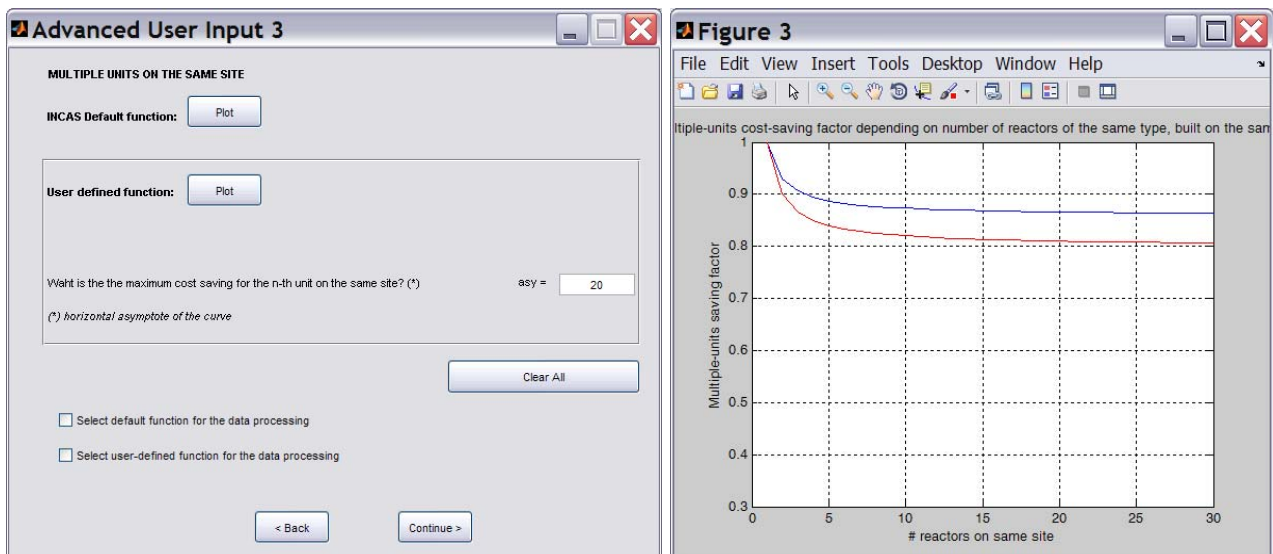 Advanced User Input 3
MULTIPLE UNITS ON THE SAME SITE
INCAS Default function:
Plot
User defined function:
Plot
Waht is the the maximum cost saving for the n-th unit on the same site? (*)
asy =
20
(*) horizontal asymptote of the curve
Clear All
Select default function for the data processing
Select user-defined function for the data processing
< Back
Continue >
Figure 3
File Edit View Insert Tools Desktop Window Help
ltiple-units cost-saving factor depending on number of reactors of the same type, built on the sam
Multiple-units saving factor
1
0.9
0.8
0.7
0.6
0.5
0.4
0.3
0 5 10 15 20 25 30
# reactors on same site